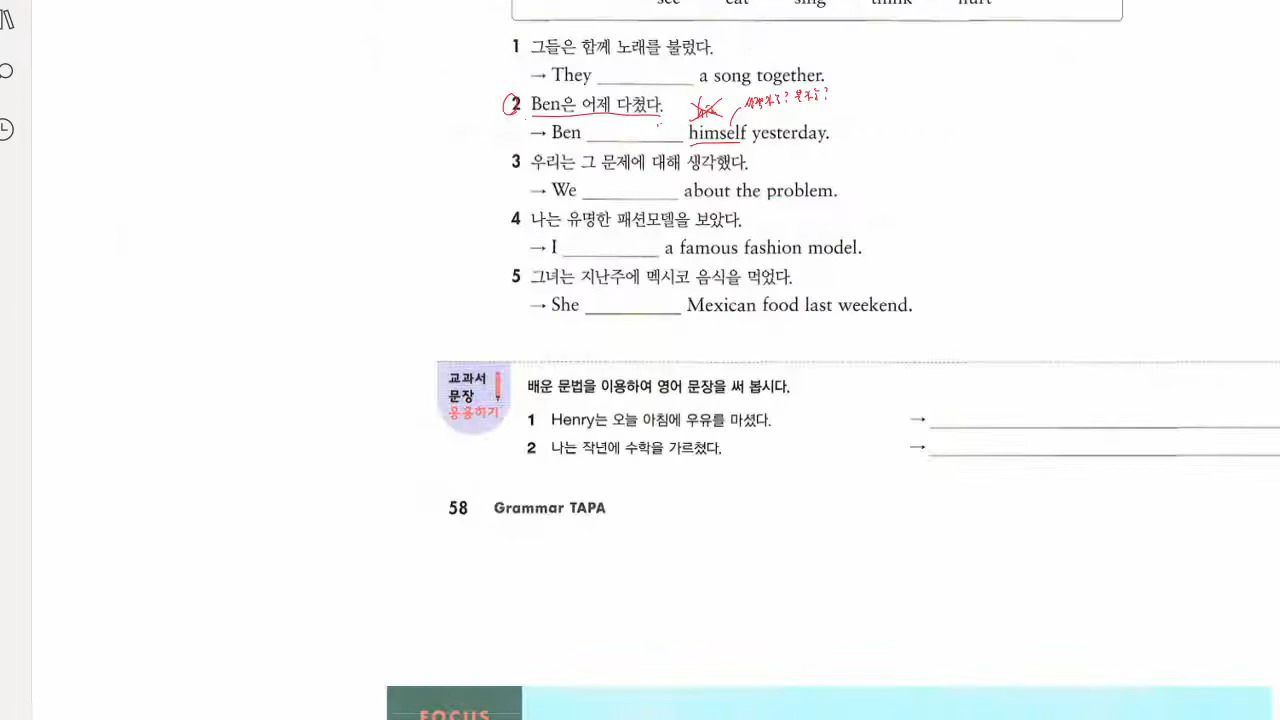 see eat sing think hurt
1 그들은 함께 노래를 불렀다.
→ They ____________ a song together.
2 Ben은 어제 다쳤다.
→ Ben ____________ himself yesterday.
3 우리는 그 문제에 대해 생각했다.
→ We ____________ about the problem.
4 나는 유명한 패션모델을 보았다.
→ I ____________ a famous fashion model.
5 그녀는 지난주에 멕시코 음식을 먹었다.
→ She ____________ Mexican food last weekend.
교과서
문장
응용하기
배운 문법을 이용하여 영어 문장을 써 봅시다.
1 Henry는 오늘 아침에 우유를 마셨다. →
2 나는 작년에 수학을 가르쳤다. →
58 Grammar TAPA
FOCUS